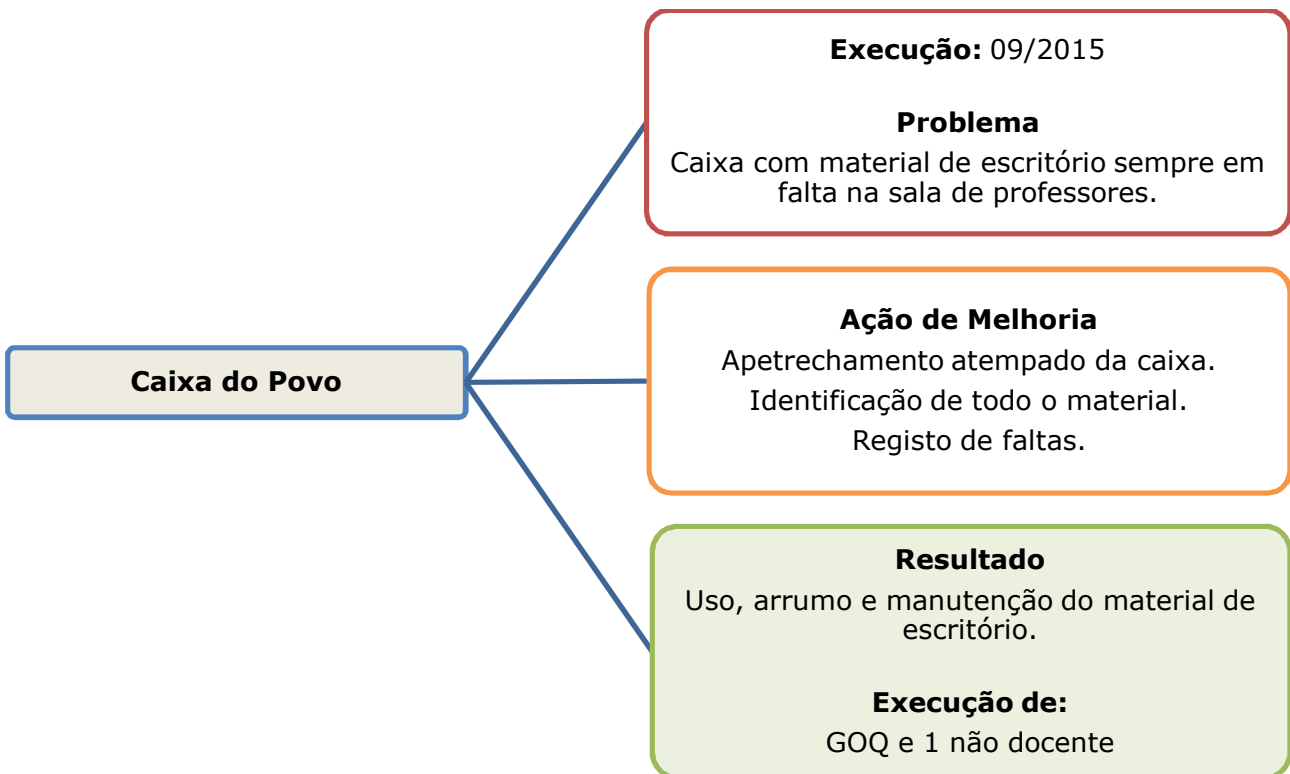 Execução: 09/2015
Problema
Caixa com material de escritório sempre em
falta na sala de professores.
Caixa do Povo
Ação de Melhoria
Apetrechamento atempado da caixa.
Identificação de todo o material.
Registo de faltas.
Resultado
Uso, arrumo e manutenção do material de
escritório.
Execução de:
GOQ e 1 não docente